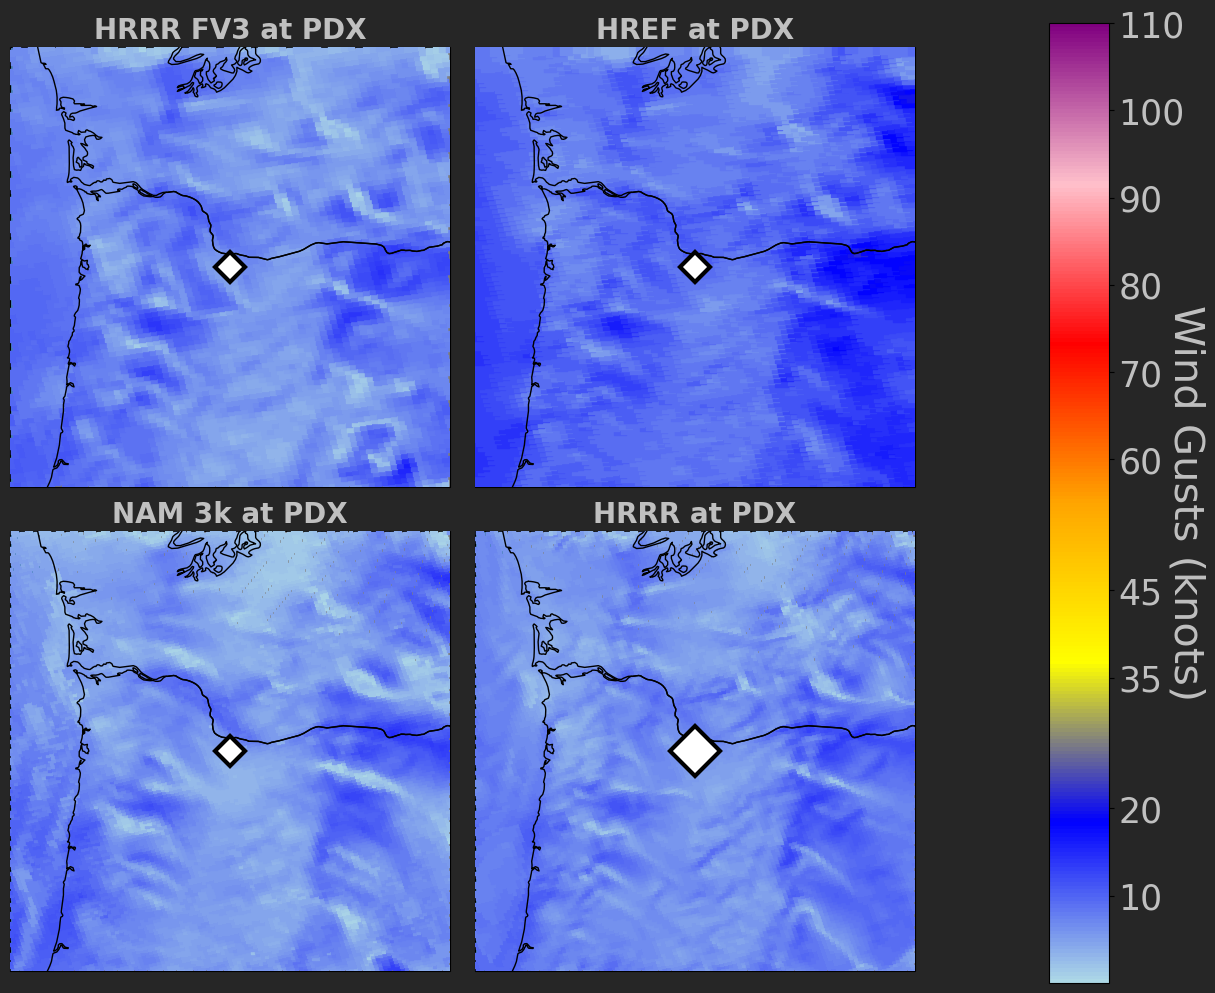 HRRR FV3 at PDX
HREF at PDX
NAM 3k at PDX
HRRR at PDX
110
100
90
80
70
60
45
35
20
10
Wind Gusts (knots)